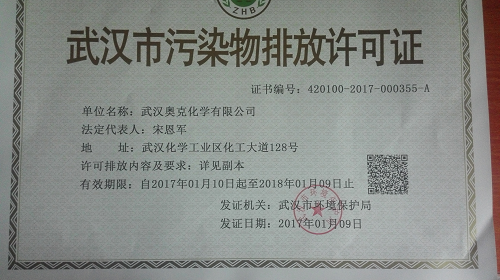 ZHB
武汉市污染物排放许可证
证书编号：420100-2017-000355-A
单位名称：武汉奥克化学有限公司
法定代表人：宋恩军
地 址：武汉化学工业区化工大道128号
许可排放内容及要求：详见副本
有效期限：自2017年01月10日起至2018年01月09日止
发证机关：武汉市环境保护局
发证日期：2017年01月09日